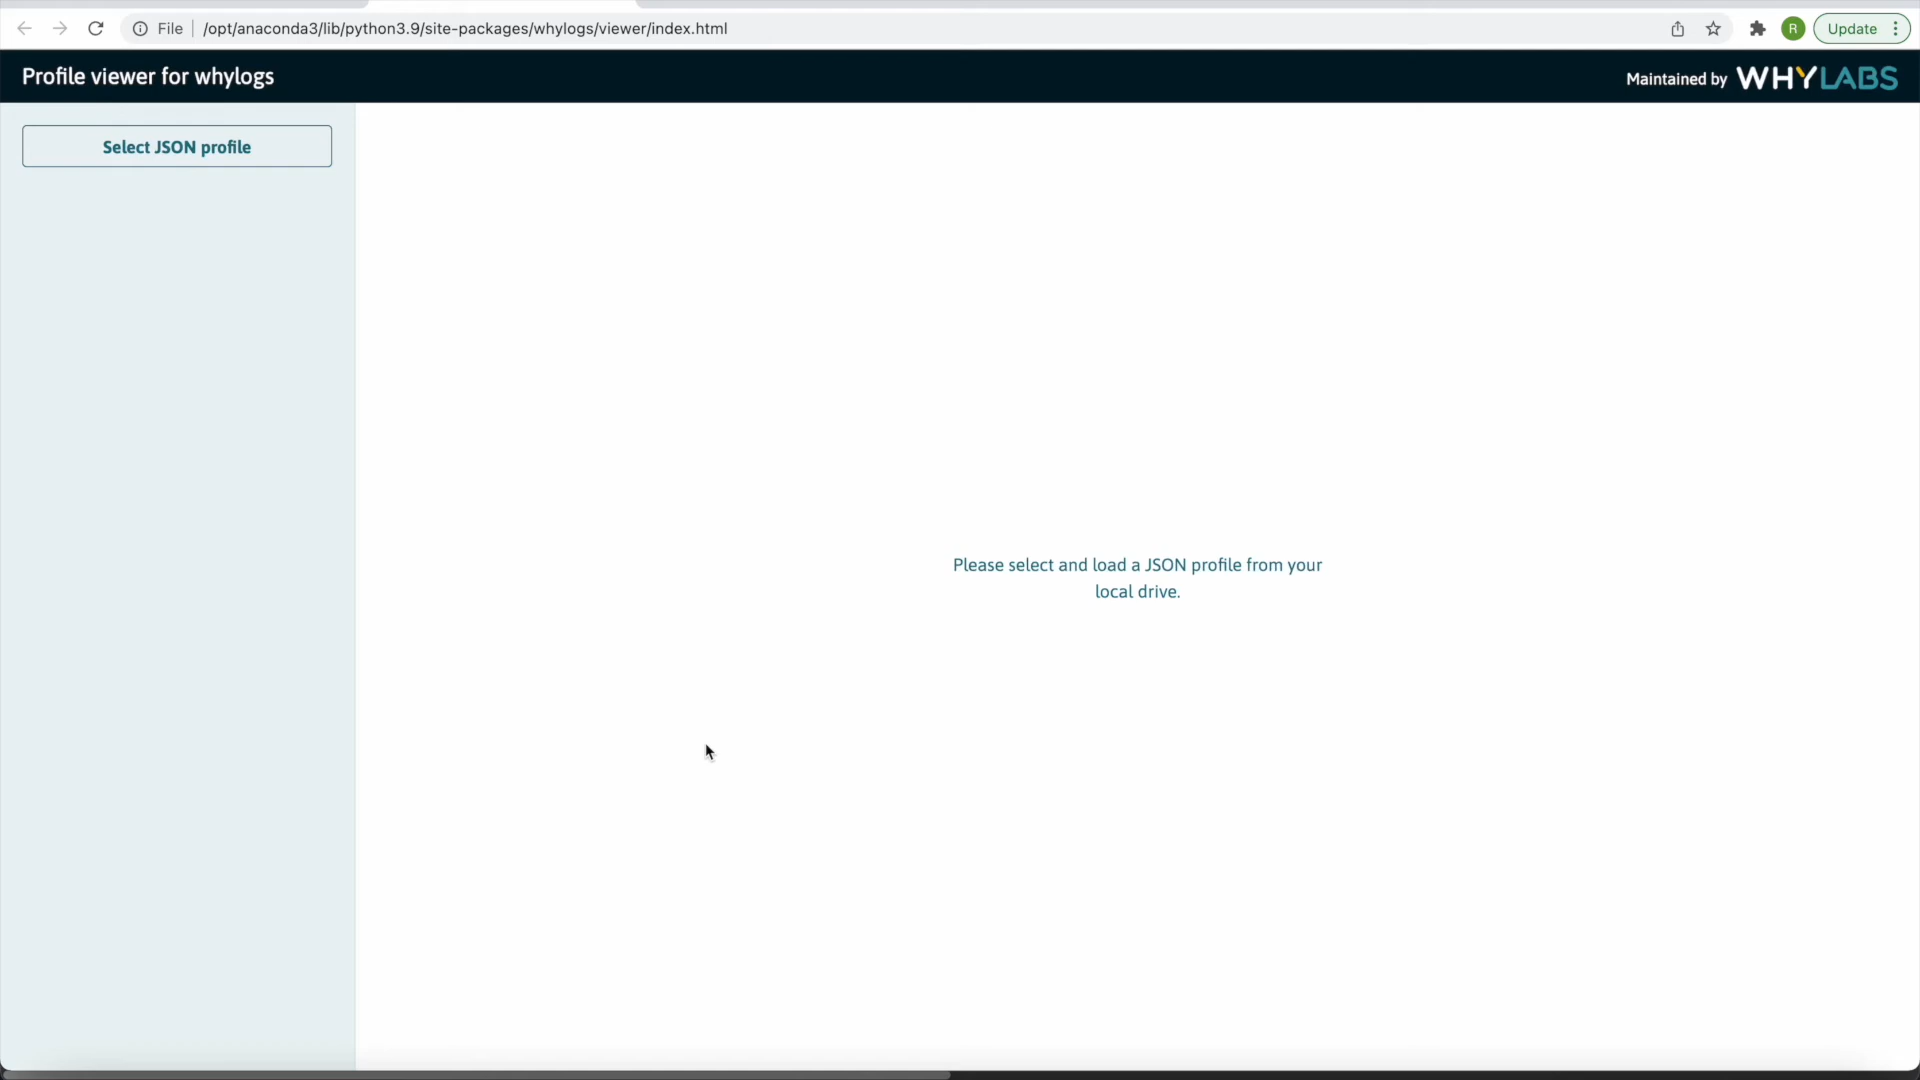 File | /opt/anaconda3/lib/python3.9/site-packages/whylogs/viewer/index.html
R
Update
Profile viewer for whylogs
Maintained by WHYLABS
Select JSON profile
Please select and load a JSON profile from your
local drive.